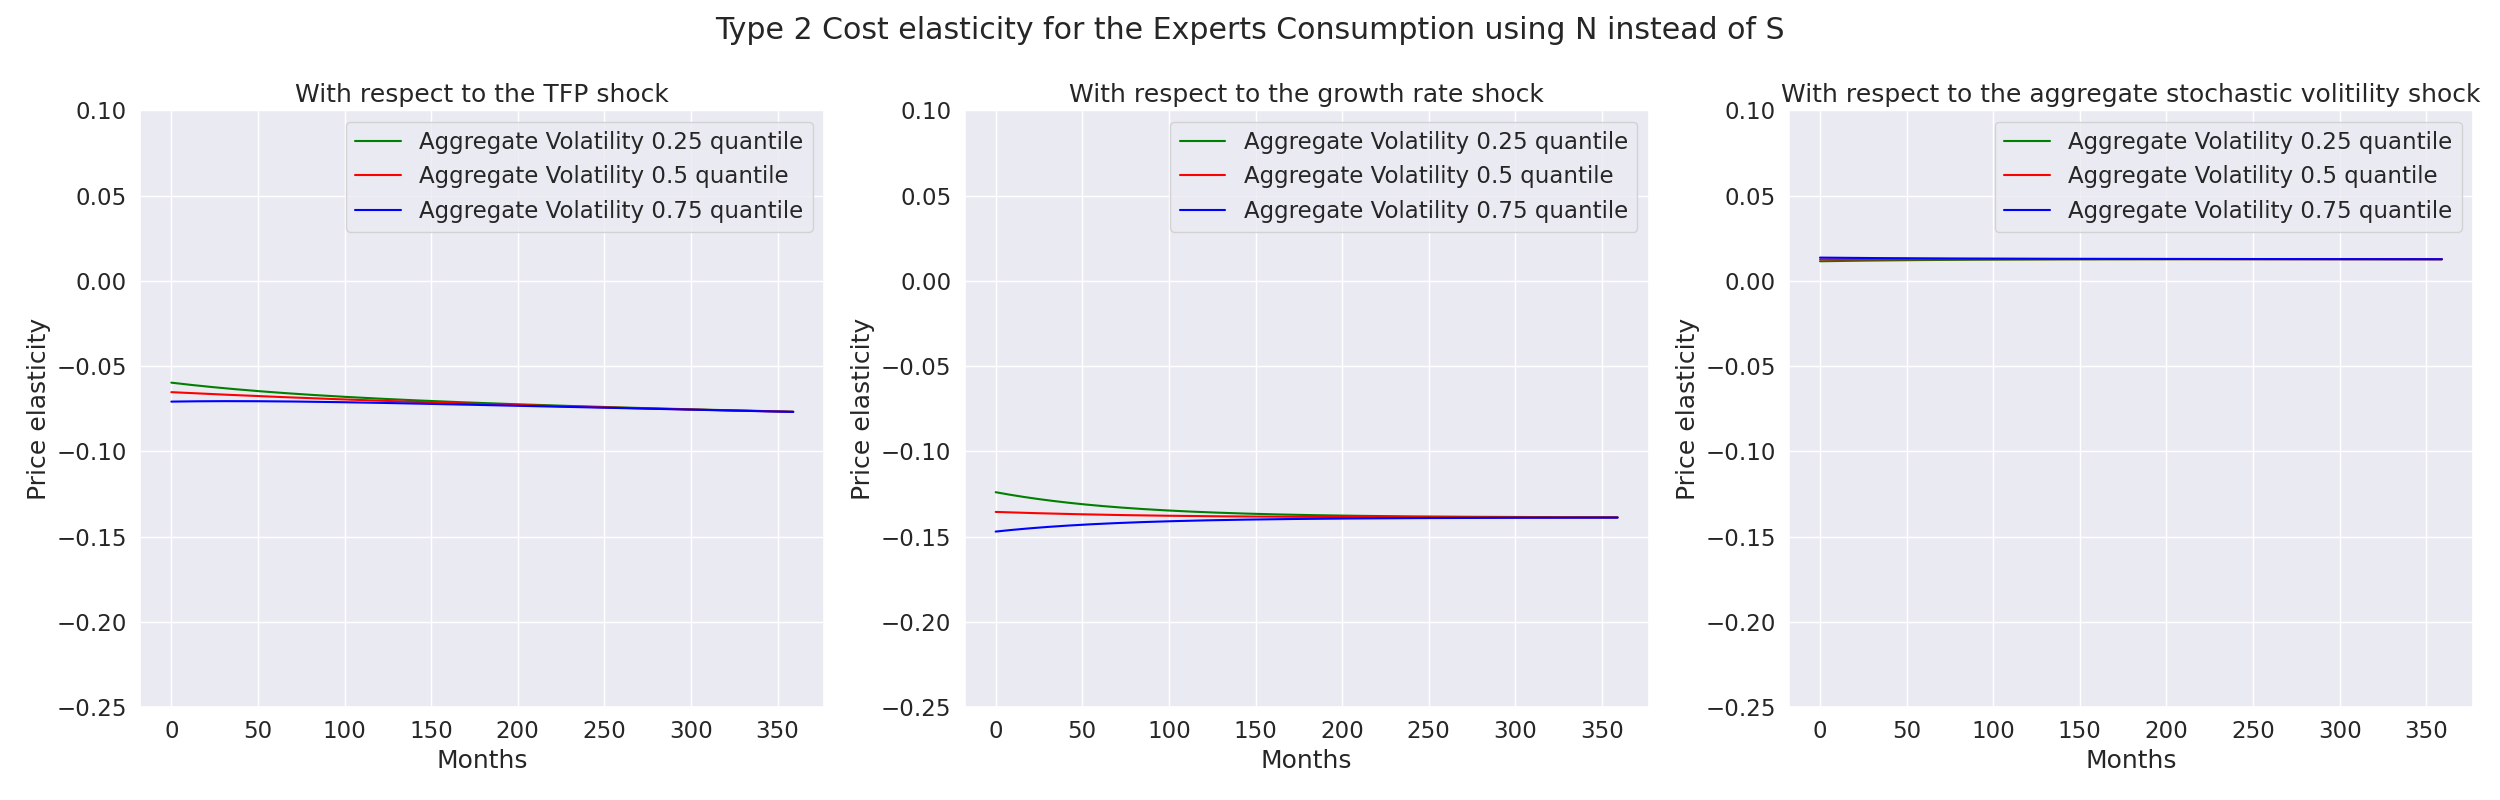 Type 2 Cost elasticity for the Experts Consumption using N instead of S
With respect to the TFP shock
0.10
0.05
0.00
−0.05
−0.10
−0.15
−0.20
−0.25
Price elasticity
Aggregate Volatility 0.25 quantile
Aggregate Volatility 0.5 quantile
Aggregate Volatility 0.75 quantile
0 50 100 150 200 250 300 350
Months
With respect to the growth rate shock
0.10
0.05
0.00
−0.05
−0.10
−0.15
−0.20
−0.25
Price elasticity
Aggregate Volatility 0.25 quantile
Aggregate Volatility 0.5 quantile
Aggregate Volatility 0.75 quantile
0 50 100 150 200 250 300 350
Months
With respect to the aggregate stochastic volitility shock
0.10
0.05
0.00
−0.05
−0.10
−0.15
−0.20
−0.25
Price elasticity
Aggregate Volatility 0.25 quantile
Aggregate Volatility 0.5 quantile
Aggregate Volatility 0.75 quantile
0 50 100 150 200 250 300 350
Months